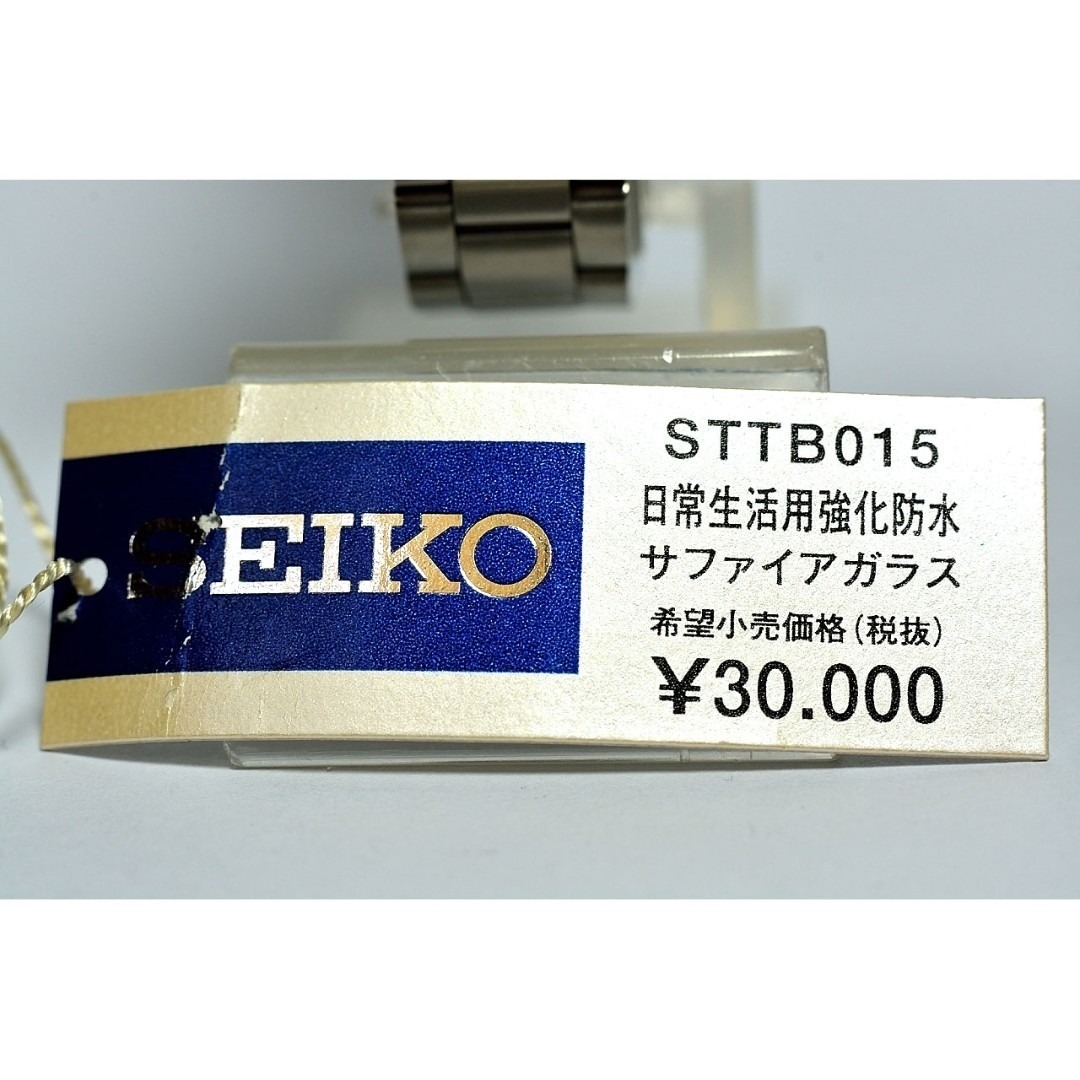 SEIKO
STTB015
日常生活用強化防水
サファイアガラス
希望小売価格(税抜)
¥30.000